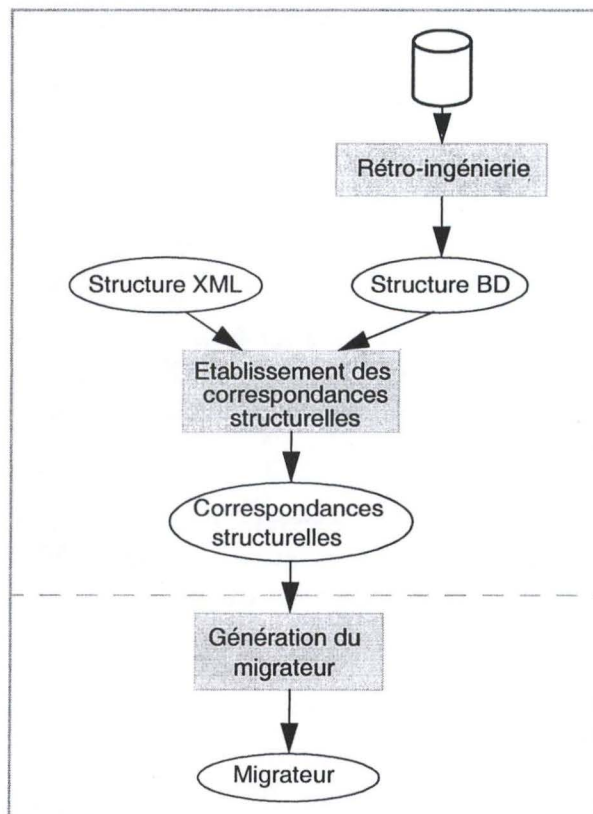 Rétro-ingénierie
Structure XML
Structure BD
Etablissement des
correspondances
structurelles
Correspondances
structurelles
Génération du
migrateur
Migrateur